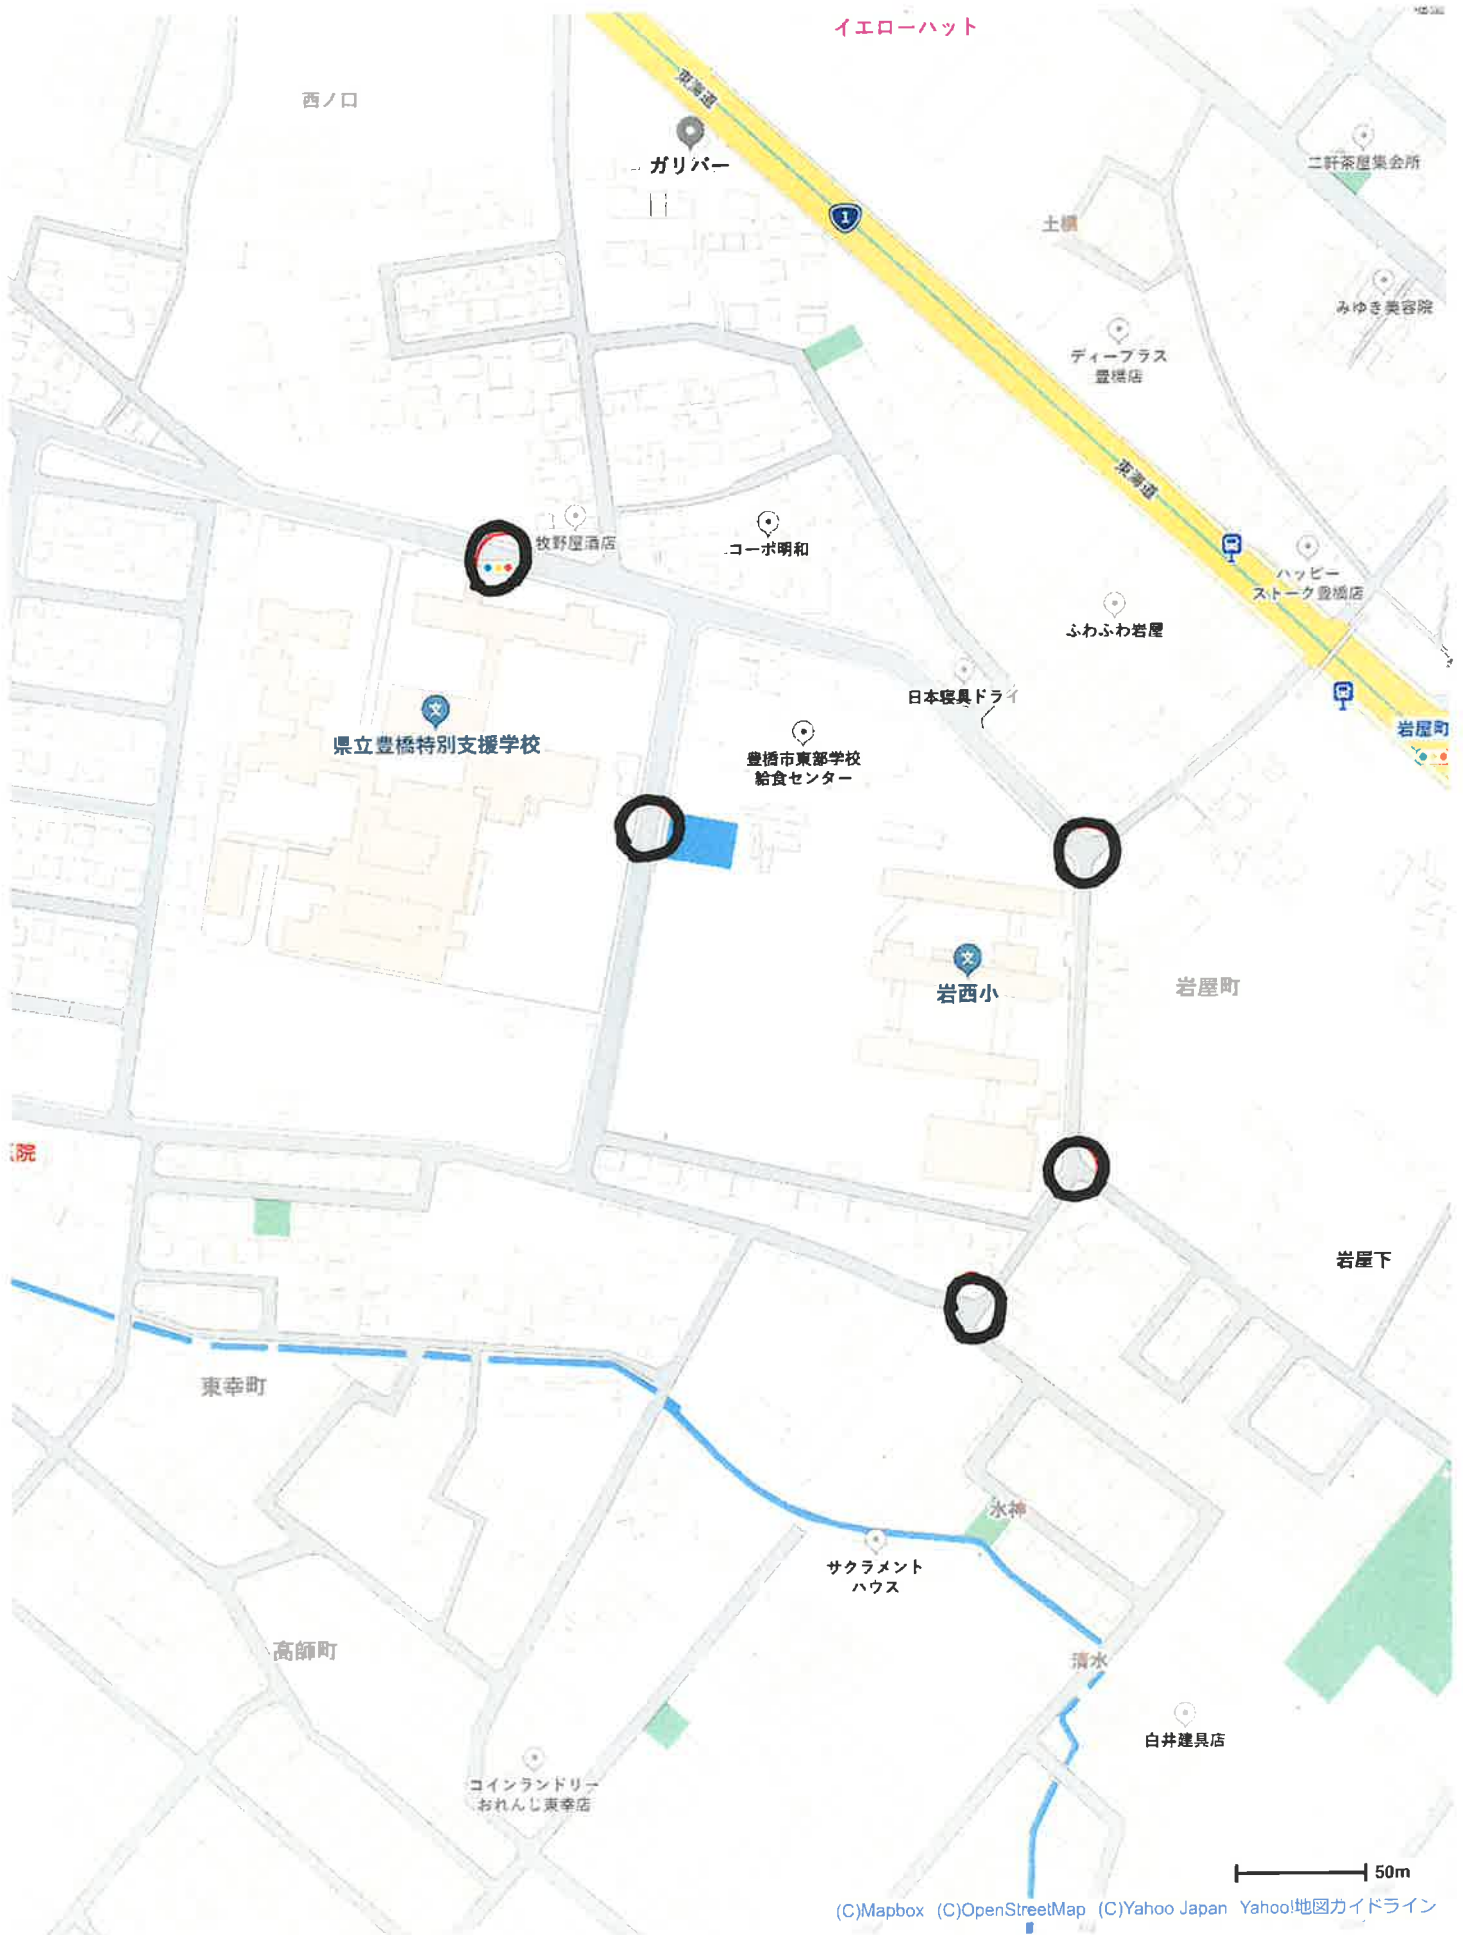 イエローハット
東海道
西ノ口
ガリバー
二軒茶屋集会所
1
みゆき美容院
ディープラス
豊橋店
東海道
牧野屋酒店
コーポ明和
ハッピー
ストーク豊橋店
ふわふわ岩屋
日本寝具ドライ
文
県立豊橋特別支援学校
岩屋町
豊橋市東部学校
給食センター
文
岩西小
岩屋町
院
岩屋下
東幸町
水神
サクラメント
ハウス
高師町
清水
白井建具店
コインランドリー
おれんじ東幸店
50m
(C)Mapbox (C)OpenStreetMap (C)Yahoo Japan Yahoo!地図ガイドライン